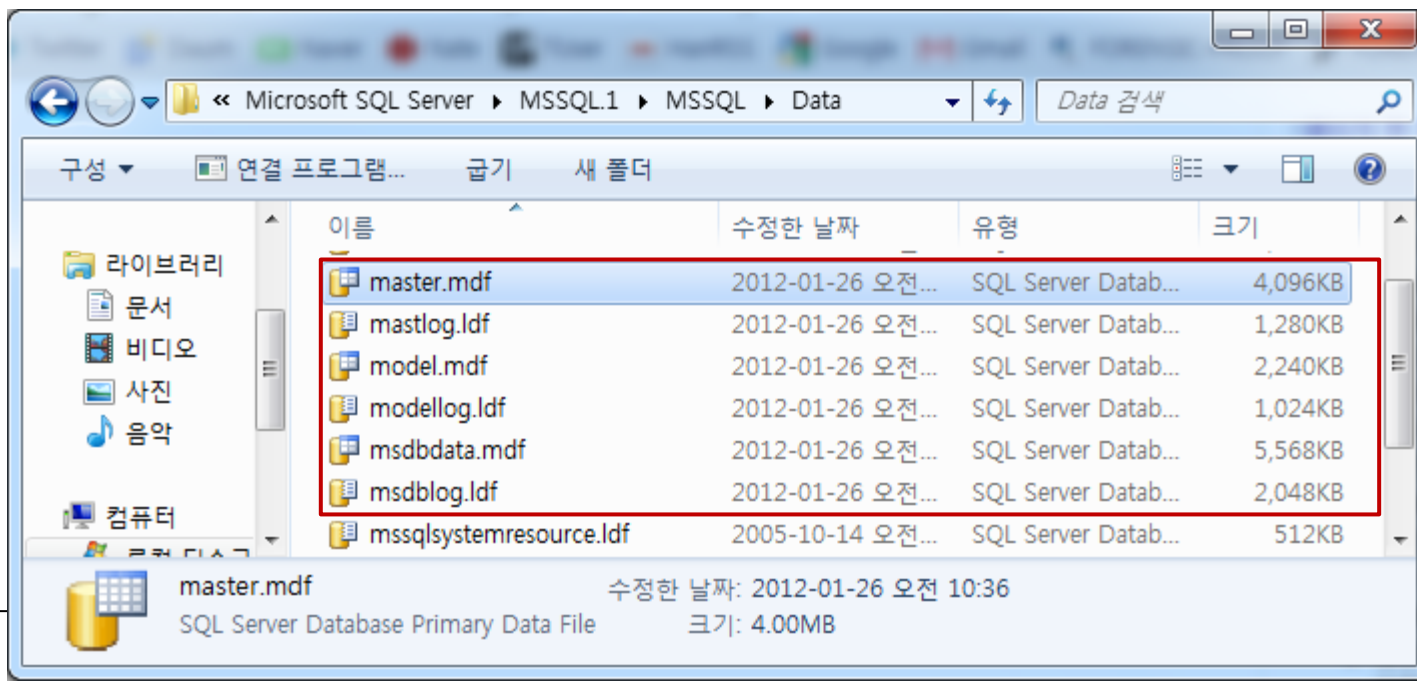 « Microsoft SQL Server ▸ MSSQL.1 ▸ MSSQL ▸ Data
Data 검색
구성 연결 프로그램... 굽기 새 폴더
이름 수정한 날짜 유형 크기
라이브러리
문서
비디오
사진
음악
컴퓨터
master.mdf 2012-01-26 오전... SQL Server Datab... 4,096KB
mastlog.ldf 2012-01-26 오전... SQL Server Datab... 1,280KB
model.mdf 2012-01-26 오전... SQL Server Datab... 2,240KB
modellog.ldf 2012-01-26 오전... SQL Server Datab... 1,024KB
msdbdata.mdf 2012-01-26 오전... SQL Server Datab... 5,568KB
msdblog.ldf 2012-01-26 오전... SQL Server Datab... 2,048KB
mssqlsystemresource.ldf 2005-10-14 오전... SQL Server Datab... 512KB
master.mdf 수정한 날짜: 2012-01-26 오전 10:36
SQL Server Database Primary Data File 크기: 4.00MB